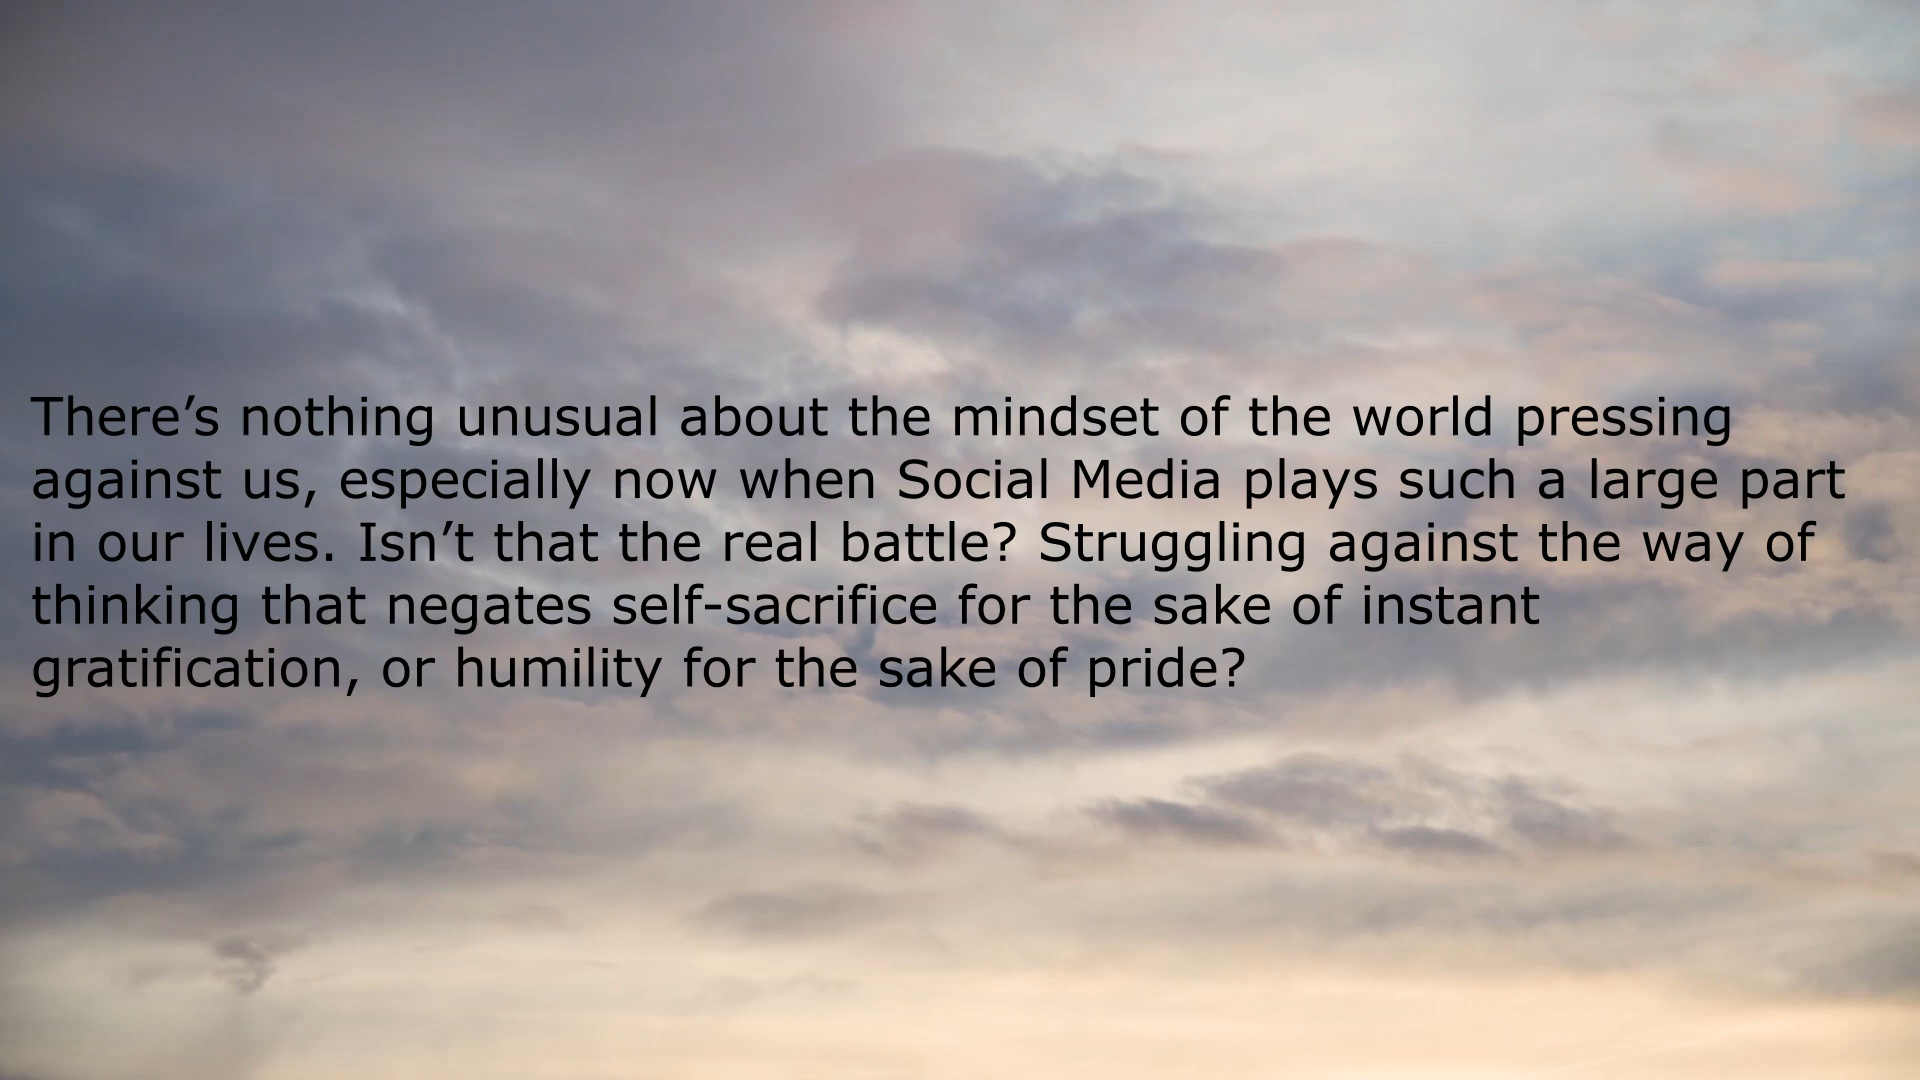 There’s nothing unusual about the mindset of the world pressing
against us, especially now when Social Media plays such a large part
in our lives. Isn’t that the real battle? Struggling against the way of
thinking that negates self-sacrifice for the sake of instant
gratification, or humility for the sake of pride?